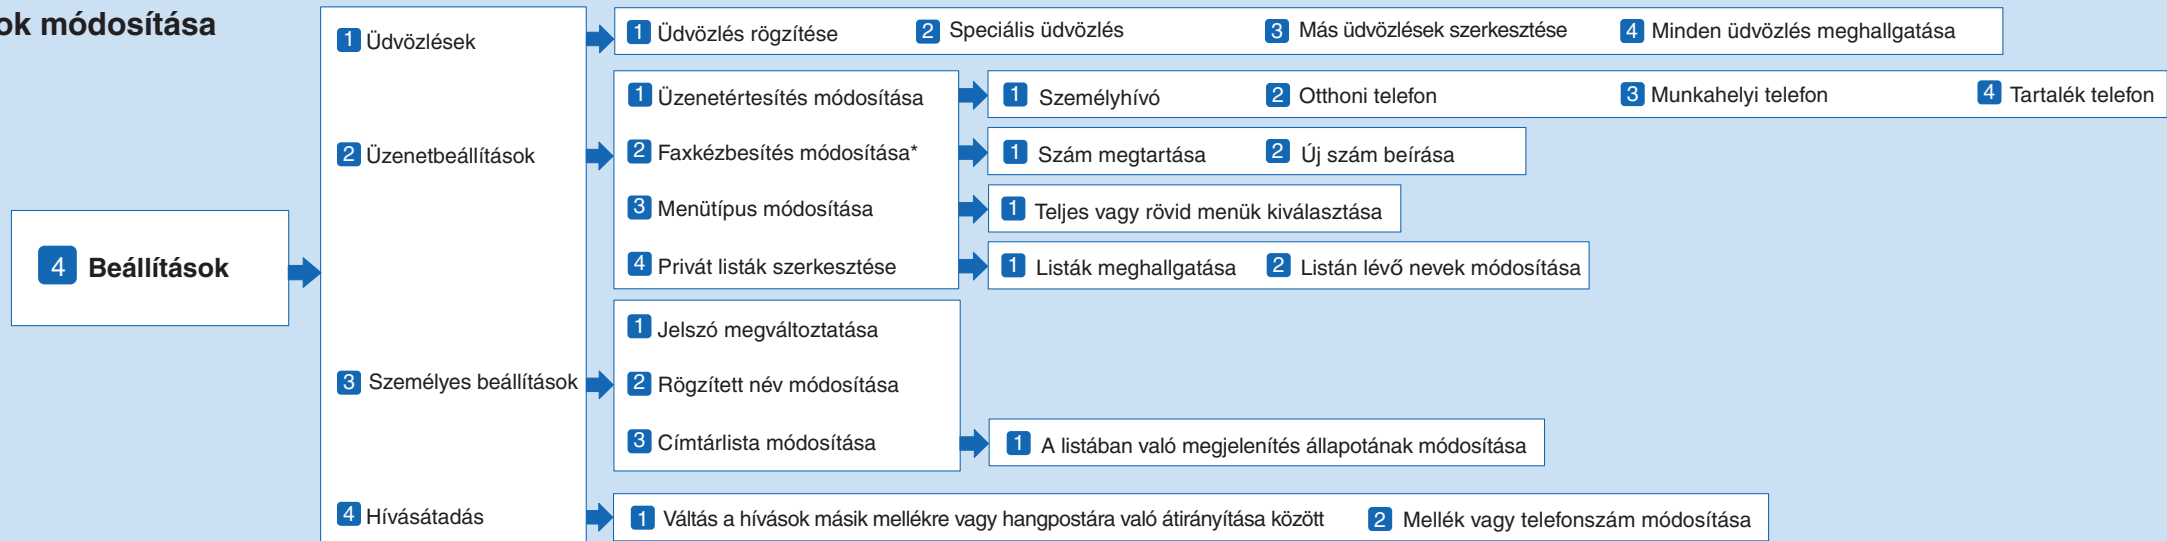 ok módosítása
4 Beállítások
1 Üdvözlések
1 Üdvözlés rögzítése 2 Speciális üdvözlés 3 Más üdvözlések szerkesztése 4 Minden üdvözlés meghallgatása
2 Üzenetbeállítások
1 Üzenetértesítés módosítása
1 Személyhívó 2 Otthoni telefon 3 Munkahelyi telefon 4 Tartalék telefon
2 Faxkézbesítés módosítása*
1 Szám megtartása 2 Új szám beírása
3 Menütípus módosítása
1 Teljes vagy rövid menük kiválasztása
4 Privát listák szerkesztése
1 Listák meghallgatása 2 Listán lévő nevek módosítása
3 Személyes beállítások
1 Jelszó megváltoztatása
2 Rögzített név módosítása
3 Címtárlista módosítása
1 A listában való megjelenítés állapotának módosítása
4 Hívásátadás
1 Váltás a hívások másik mellékre vagy hangpostára való átirányítása között 2 Mellék vagy telefonszám módosítása